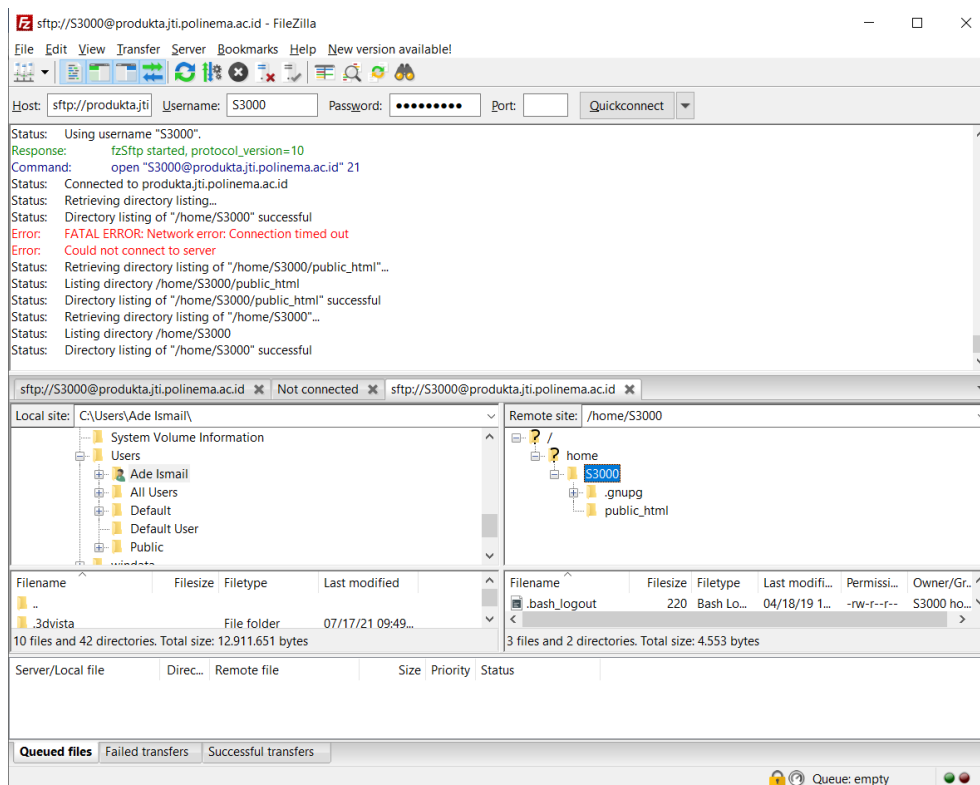 sftp://S3000@produkta.jti.polinema.ac.id - FileZilla
File Edit View Transfer Server Bookmarks Help New version available!
Host: sftp://produkta.jti Username: S3000 Password: ●●●●●●●●● Port: Quickconnect
Status: Using username "S3000".
Response: fzSftp started, protocol_version=10
Command: open "S3000@produkta.jti.polinema.ac.id" 21
Status: Connected to produkta.jti.polinema.ac.id
Status: Retrieving directory listing...
Status: Directory listing of "/home/S3000" successful
Error: FATAL ERROR: Network error: Connection timed out
Error: Could not connect to server
Status: Retrieving directory listing of "/home/S3000/public_html"...
Status: Listing directory /home/S3000/public_html
Status: Directory listing of "/home/S3000/public_html" successful
Status: Retrieving directory listing of "/home/S3000"...
Status: Listing directory /home/S3000
Status: Directory listing of "/home/S3000" successful
sftp://S3000@produkta.jti.polinema.ac.id Not connected sftp://S3000@produkta.jti.polinema.ac.id
Local site: C:\Users\Ade Ismail\
System Volume Information
Users
Ade Ismail
All Users
Default
Default User
Public
Remote site: /home/S3000
/
home
S3000
.gnupg
public_html
Filename Filesize Filetype Last modified
..
.3dvista File folder 07/17/21 09:49...
10 files and 42 directories. Total size: 12.911.651 bytes
Filename Filesize Filetype Last modifi... Permissi... Owner/Gr..
.bash_logout 220 Bash Lo... 04/18/19 1... -rw-r--r-- S3000 ho...
3 files and 2 directories. Total size: 4.553 bytes
Server/Local file Direc... Remote file Size Priority Status
Queued files Failed transfers Successful transfers
Queue: empty